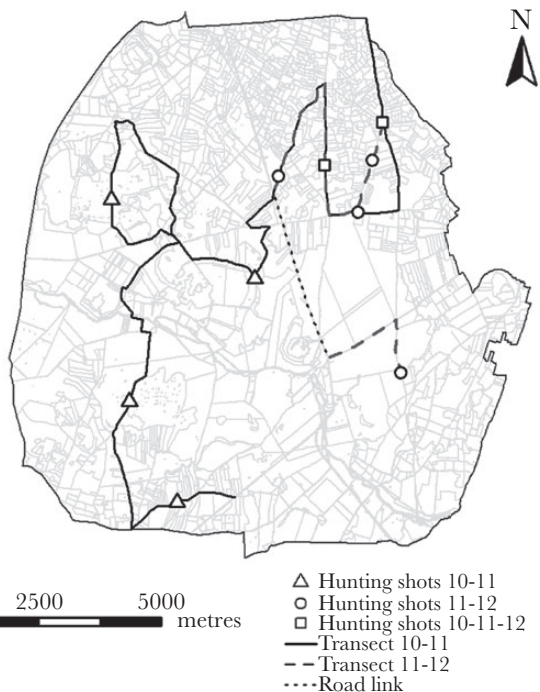 N
2500 5000
metres
Hunting shots 10-11
Hunting shots 11-12
Hunting shots 10-11-12
Transect 10-11
Transect 11-12
Road link